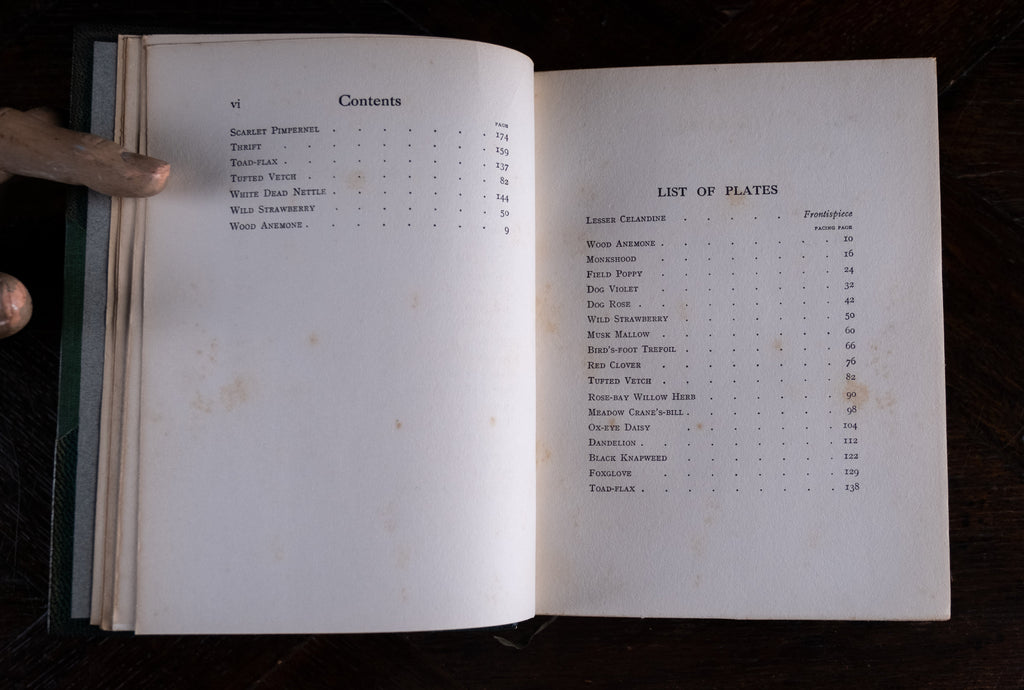 vi Contents
PAGE
Scarlet Pimpernel . . . . . . . 174
Thrift . . . . . . . . 159
Toad-flax . . . . . . . . 137
Tufted Vetch . . . . . . . . 82
White Dead Nettle . . . . . . . 144
Wild Strawberry . . . . . . . 50
Wood Anemone . . . . . . . . 9
LIST OF PLATES
Lesser Celandine . . . . . Frontispiece
FACING PAGE
Wood Anemone . . . . . . . . 10
Monkshood . . . . . . . . 16
Field Poppy . . . . . . . . 24
Dog Violet . . . . . . . . 32
Dog Rose . . . . . . . . . 42
Wild Strawberry . . . . . . . 50
Musk Mallow . . . . . . . . 60
Bird's-foot Trefoil . . . . . . . 66
Red Clover . . . . . . . . 76
Tufted Vetch . . . . . . . . 82
Rose-bay Willow Herb . . . . . . 90
Meadow Crane's-bill . . . . . . . 98
Ox-eye Daisy . . . . . . . 104
Dandelion . . . . . . . . . 112
Black Knapweed . . . . . . . 122
Foxglove . . . . . . . . 129
Toad-flax . . . . . . . . . 138